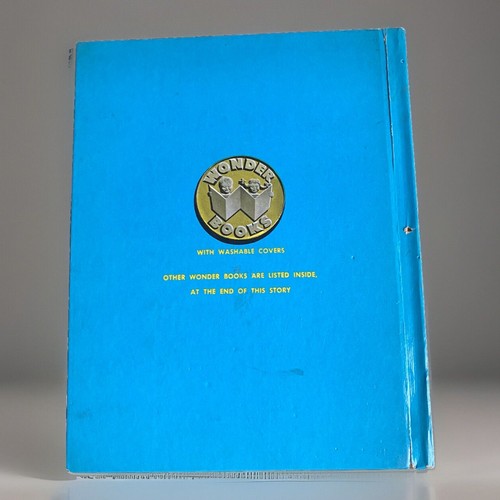 WONDER
BOOKS
WITH WASHABLE COVERS
OTHER WONDER BOOKS ARE LISTED INSIDE,
AT THE END OF THIS STORY